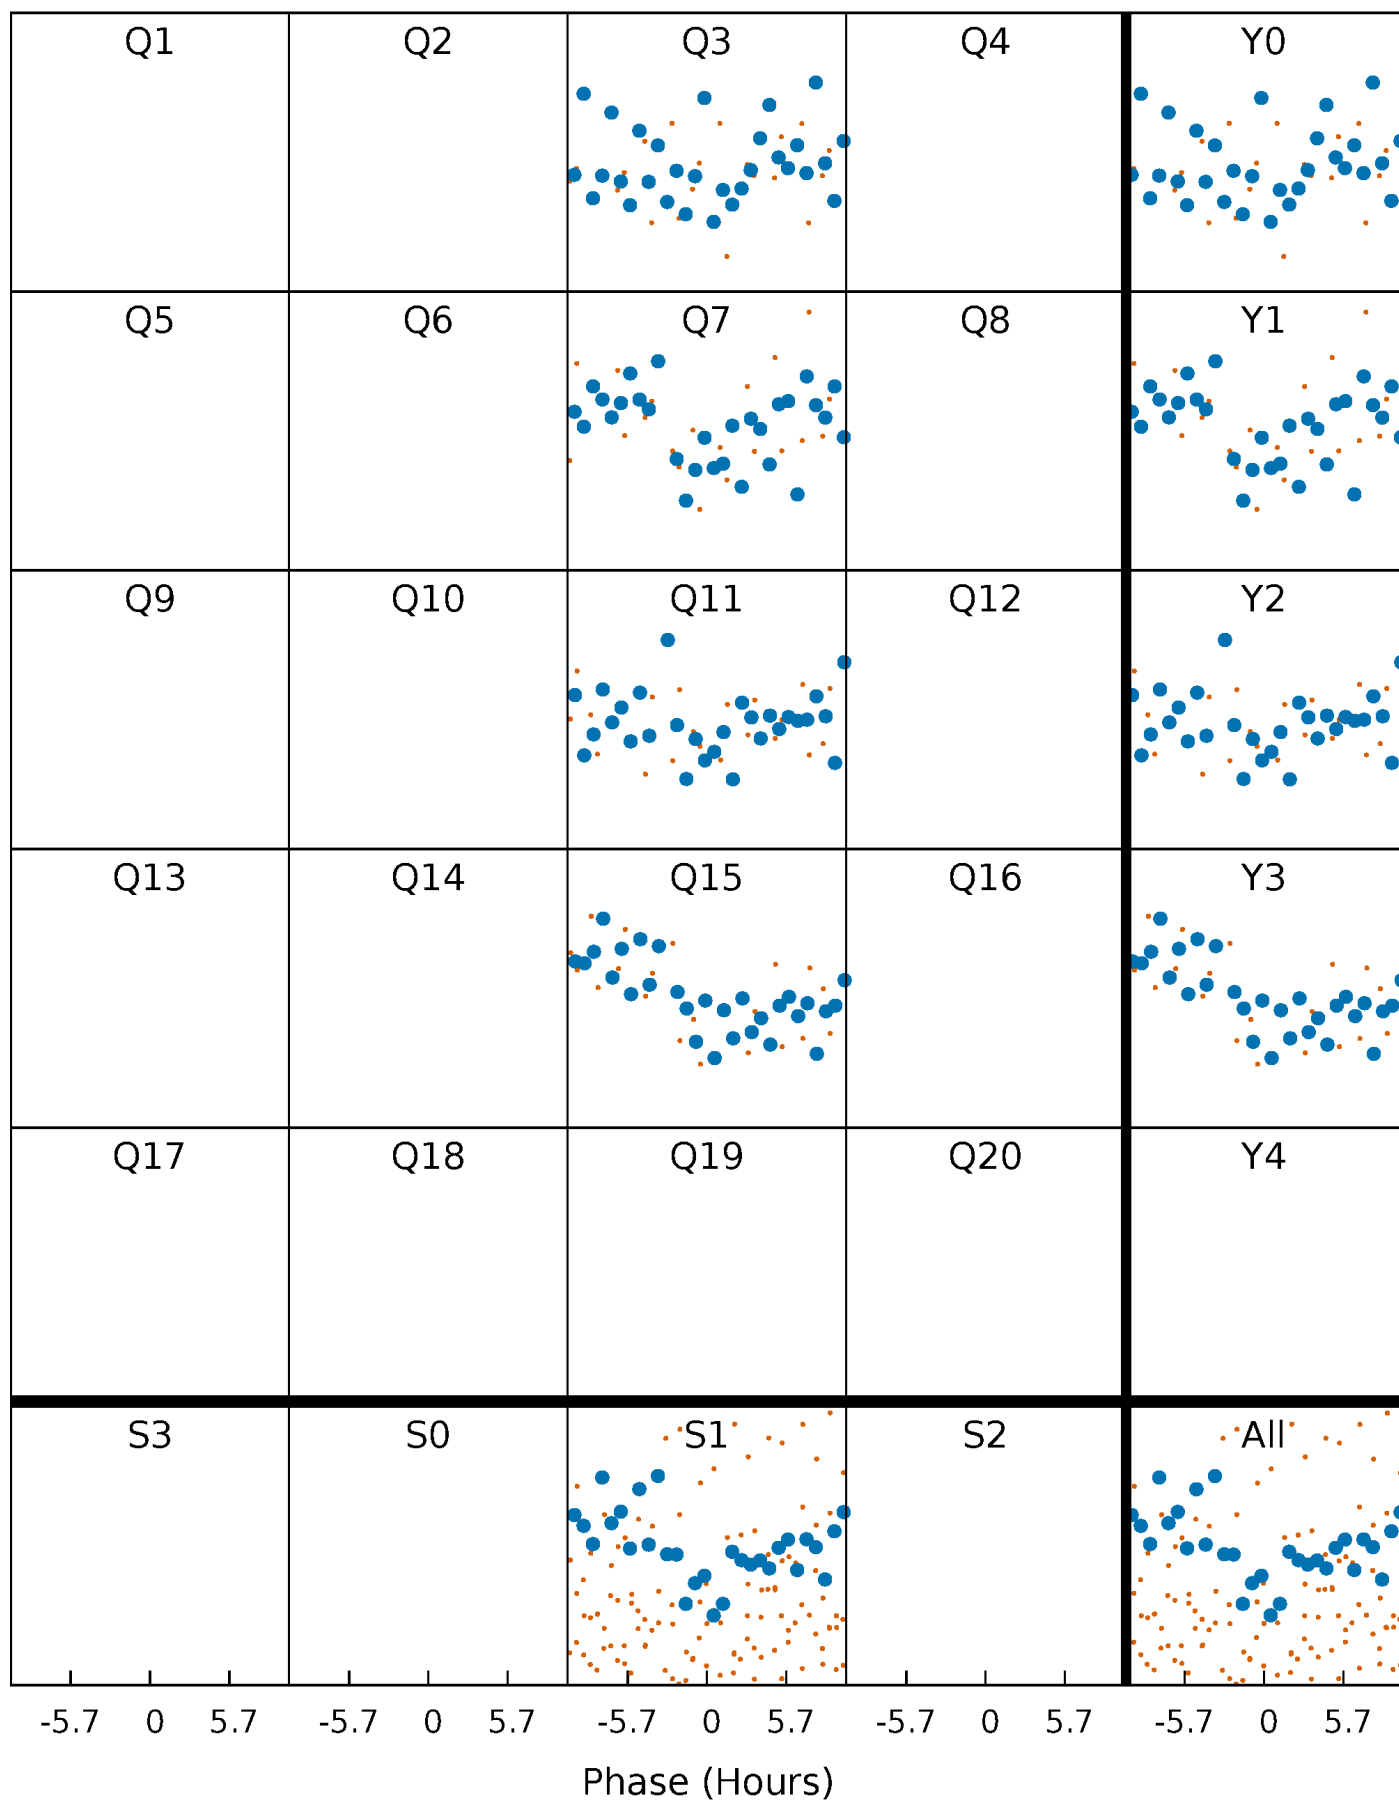 Q1 Q2 Q3 Q4 Y0
Q5 Q6 Q7 Q8 Y1
Q9 Q10 Q11 Q12 Y2
Q13 Q14 Q15 Q16 Y3
Q17 Q18 Q19 Q20 Y4
S3 S0 S1 S2 All
-5.7 0 5.7 -5.7 0 5.7 -5.7 0 5.7 -5.7 0 5.7 -5.7 0 5.7
Phase (Hours)